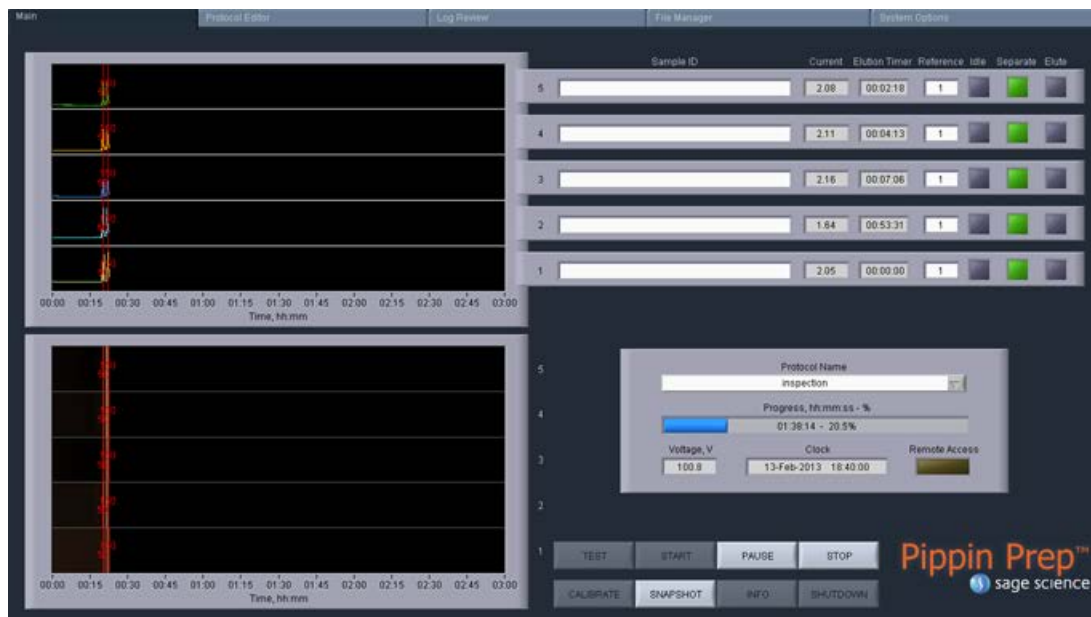 Main Protocol Editor Log Review File Manager System Options
Sample ID Current Elution Timer Reference Idle Separate Elute
5 2.08 00:02:18 1
4 2.11 00:04:13 1
3 2.16 00:07:06 1
2 1.64 00:53:31 1
1 2.05 00:00:00 1
00:00 00:15 00:30 00:45 01:00 01:15 01:30 01:45 02:00 02:15 02:30 02:45 03:00
Time, hh:mm
5
4
3
2
1
00:00 00:15 00:30 00:45 01:00 01:15 01:30 01:45 02:00 02:15 02:30 02:45 03:00
Time, hh:mm
Protocol Name
inspection
Progress, hh:mm:ss - %
01:38:14 - 20.5%
Voltage, V Clock Remote Access
100.8 13-Feb-2013 18:40:00
TEST START PAUSE STOP
CALIBRATE SNAPSHOT INFO SHUTDOWN
Pippin Prep™
sage science